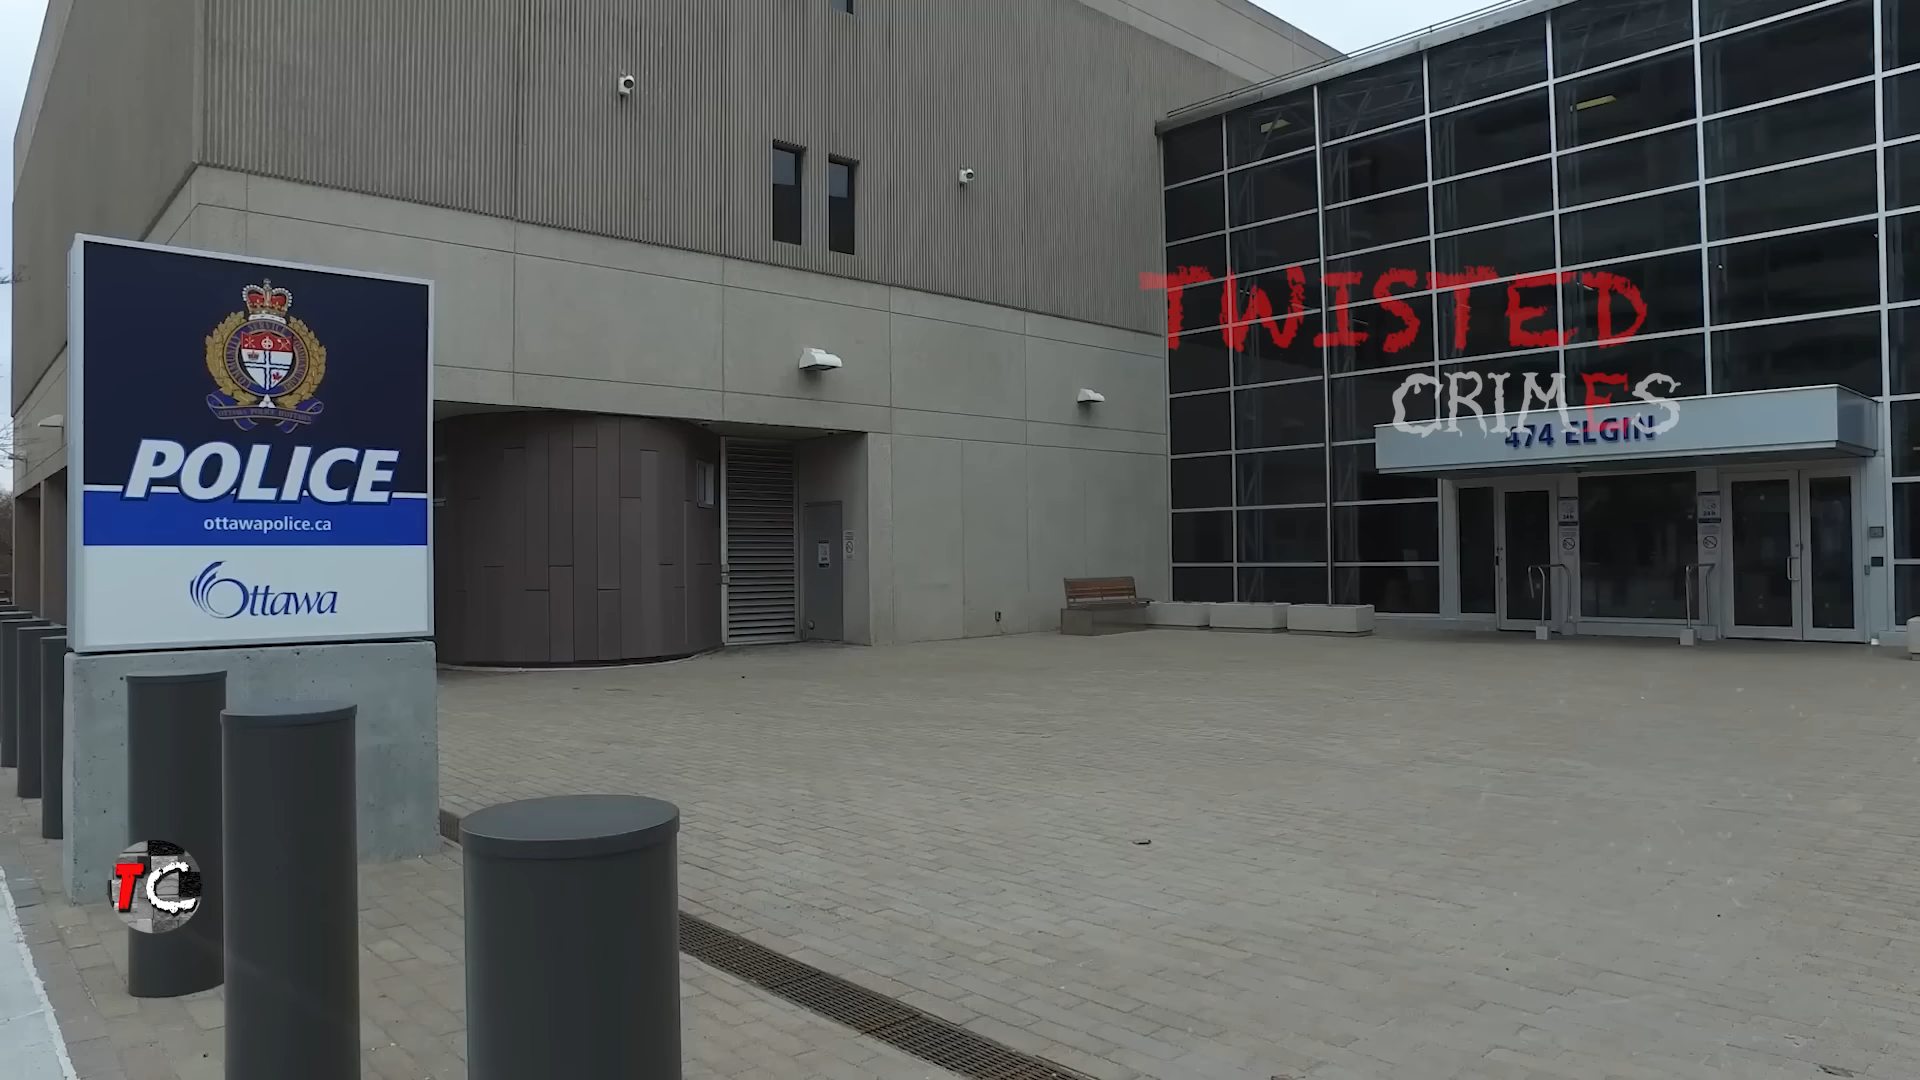 TWISTED
CRIMES
474 ELGIN
POLICE
ottawapolice.ca
Ottawa
TC